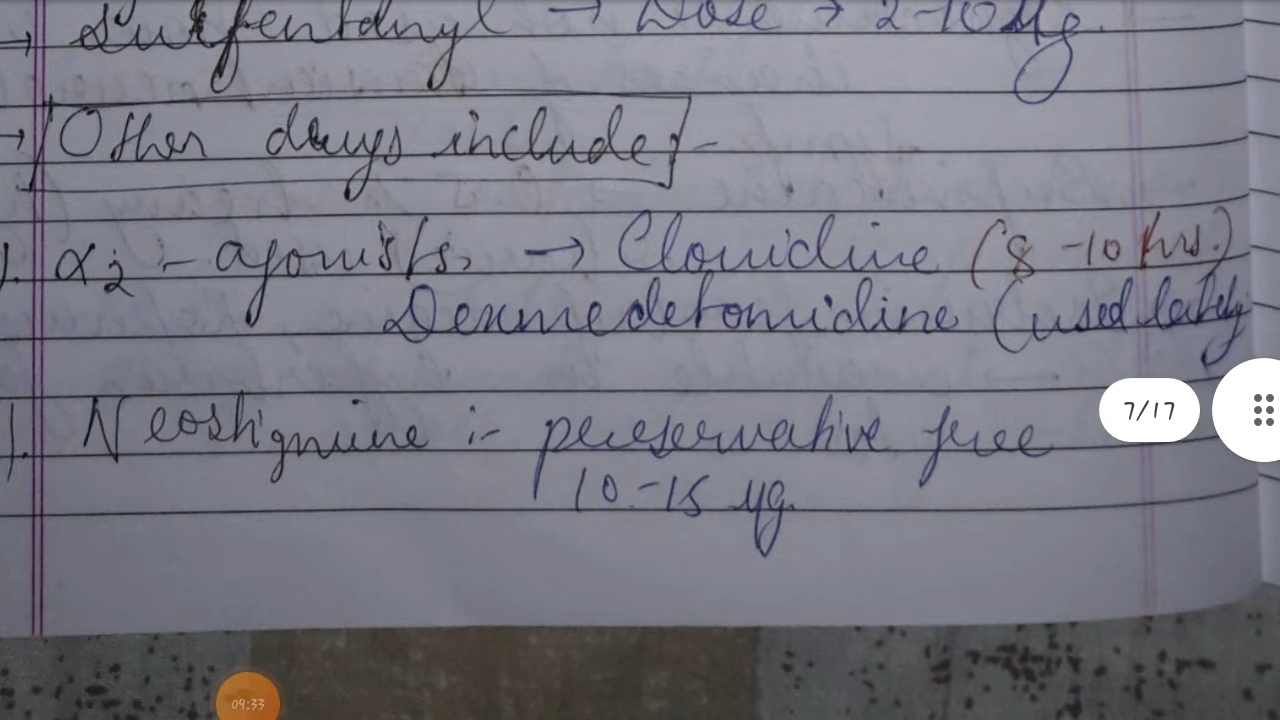 → Sufentanyl → Dose → 2-10 µg.
→ Other drugs include :-
1. α2 - agonists. → Clonidine (8 -10 hrs.)
Dexmedetomidine (used lately
7/17
1. Neostigmine :- preservative free
10-15 µg.
09:33